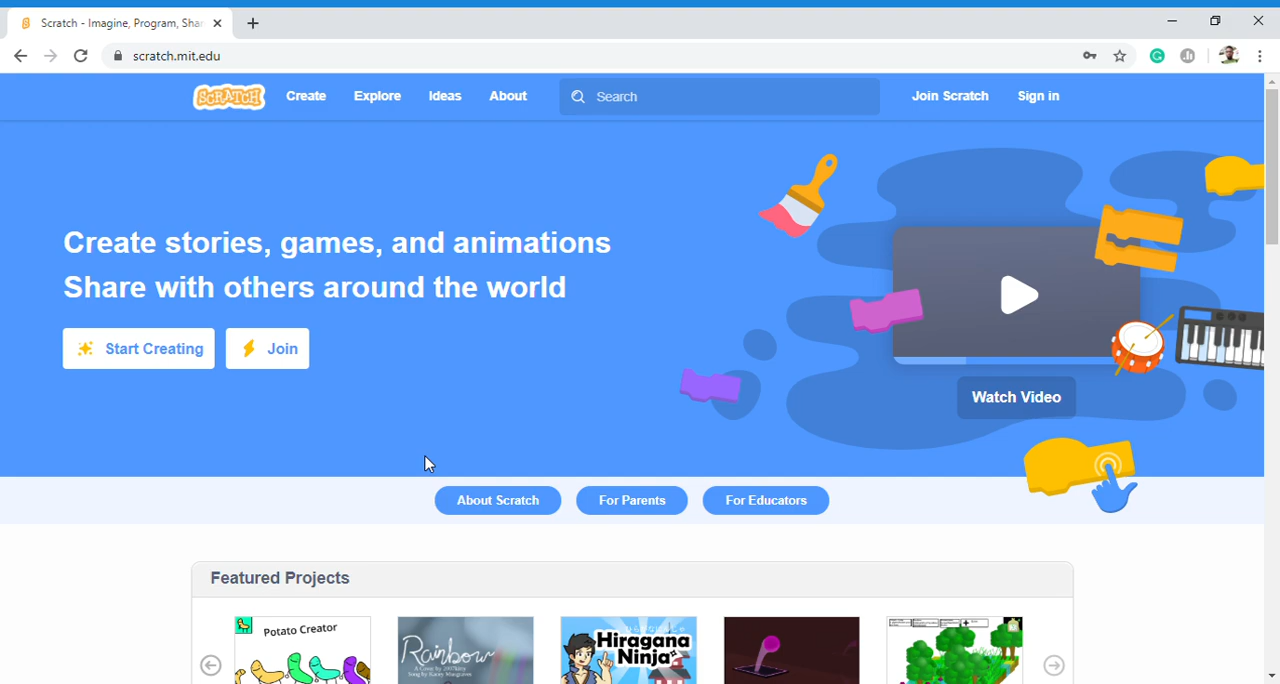 Scratch - Imagine, Program, Sha
scratch.mit.edu
SCRATCH
Create
Explore
Ideas
About
Search
Join Scratch
Sign in
Create stories, games, and animations
Share with others around the world
Start Creating
Join
Watch Video
About Scratch
For Parents
For Educators
Featured Projects
Potato Creator
Rainbow
Hiragana
Ninja